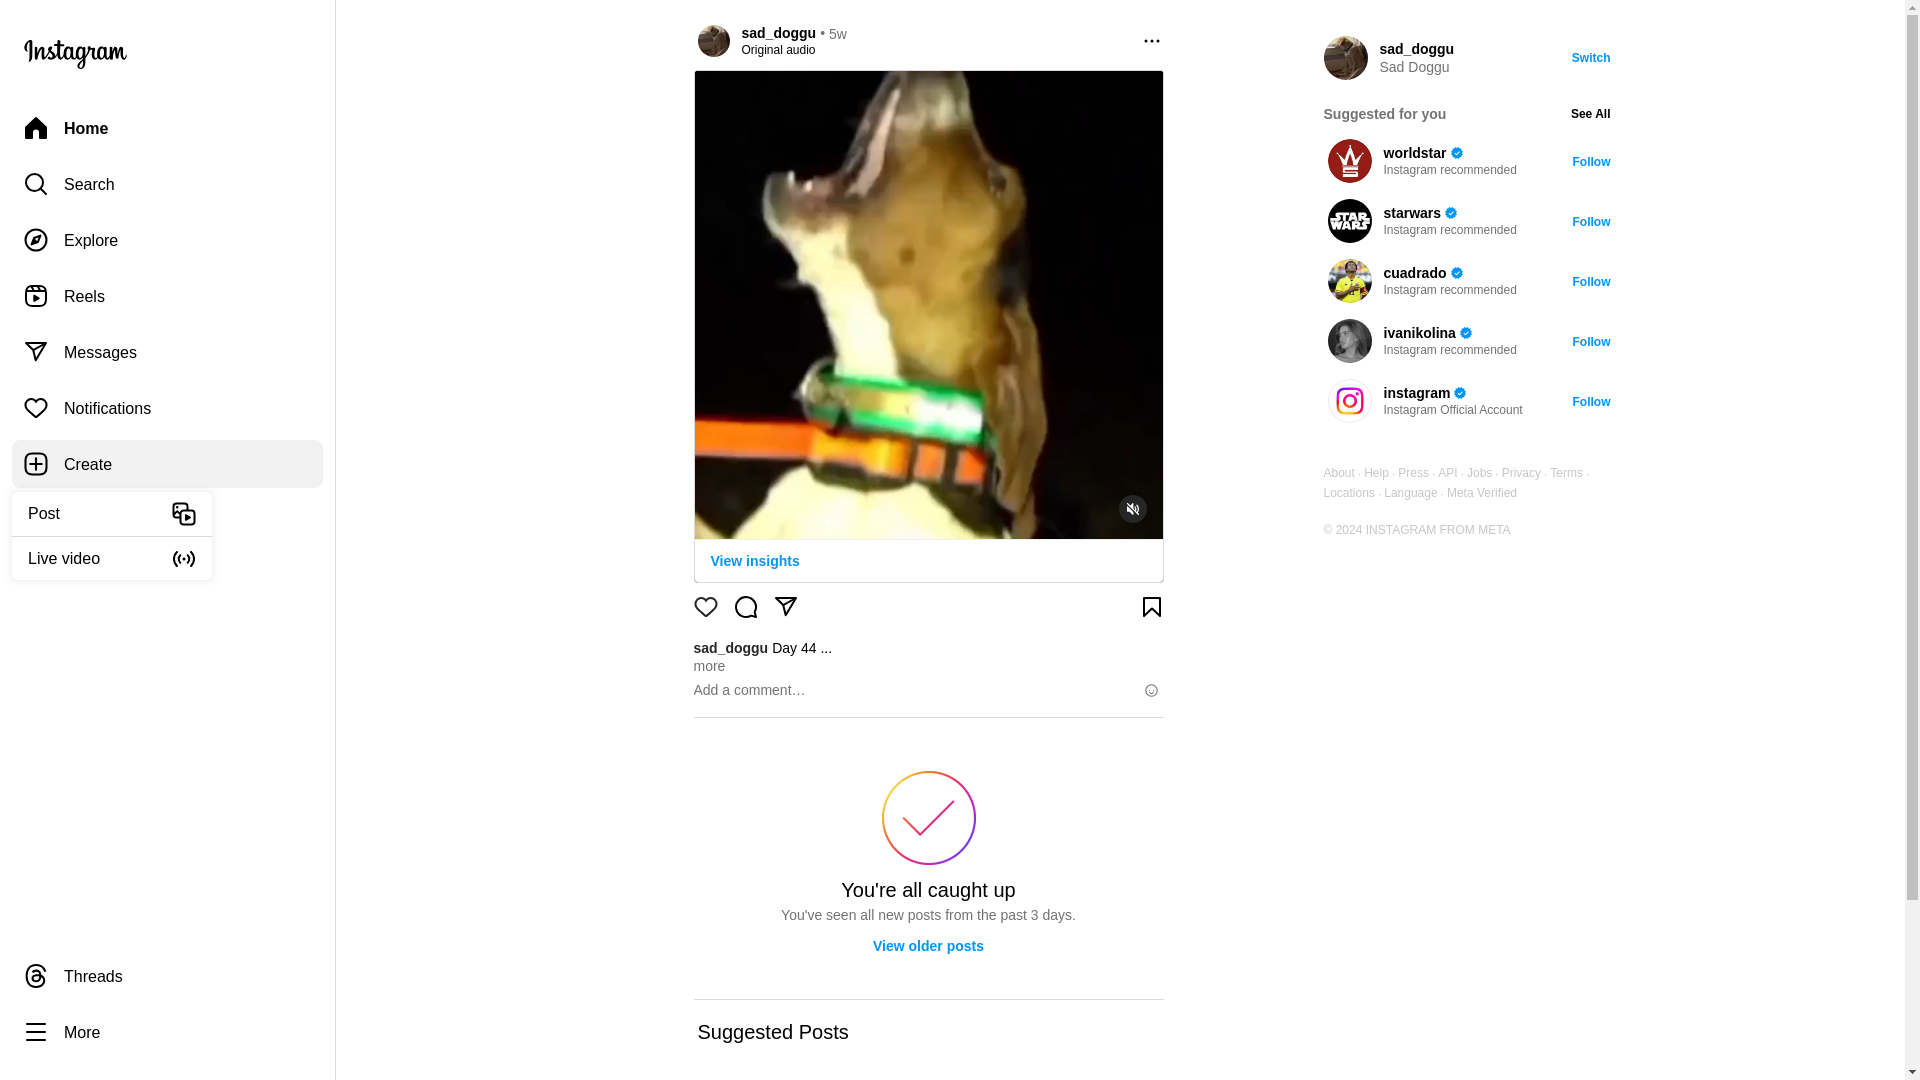 Instagram
Home
Search
Explore
Reels
Messages
Notifications
Create
Post
Live video
Threads
More
sad_doggu • 5w
Original audio
View insights
sad_doggu Day 44 ...
more
Add a comment…
You're all caught up
You've seen all new posts from the past 3 days.
View older posts
Suggested Posts
sad_doggu
Sad Doggu
Switch
Suggested for you
See All
worldstar
Instagram recommended
Follow
STAR
WARS
starwars
Instagram recommended
Follow
cuadrado
Instagram recommended
Follow
ivanikolina
Instagram recommended
Follow
instagram
Instagram Official Account
Follow
About · Help · Press · API · Jobs · Privacy · Terms ·
Locations · Language · Meta Verified
© 2024 INSTAGRAM FROM META